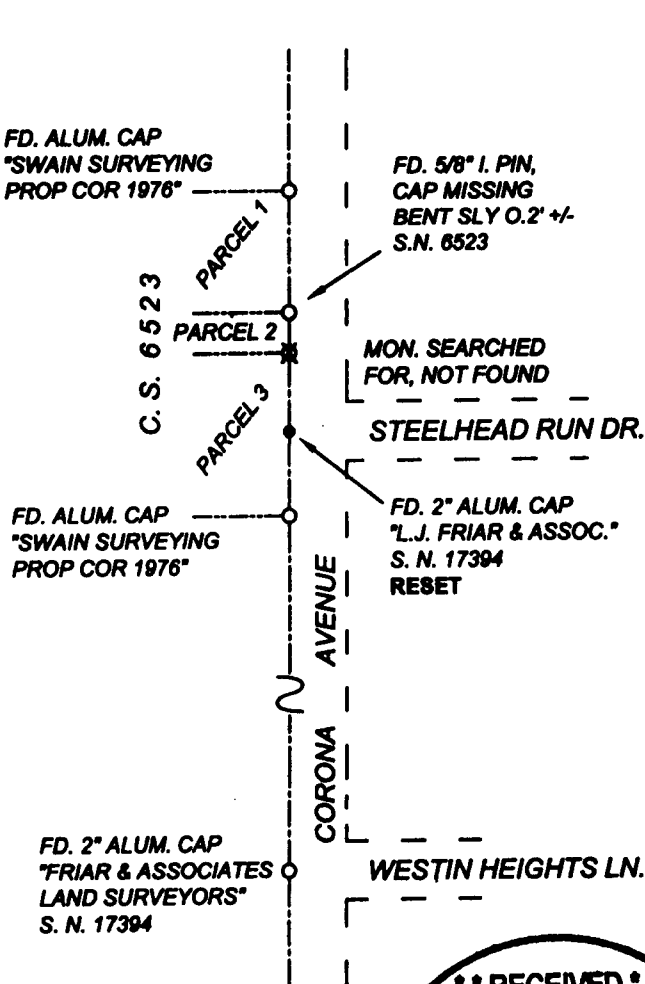 FD. ALUM. CAP
"SWAIN SURVEYING
PROP COR 1976"
FD. 5/8" I. PIN,
CAP MISSING
BENT SLY O.2' +/-
S.N. 6523
PARCEL 1
C. S. 6523
PARCEL 2
MON. SEARCHED
FOR, NOT FOUND
PARCEL 3
STEELHEAD RUN DR.
FD. ALUM. CAP
"SWAIN SURVEYING
PROP COR 1976"
FD. 2" ALUM. CAP
"L.J. FRIAR & ASSOC."
S. N. 17394
RESET
CORONA AVENUE
FD. 2" ALUM. CAP
"FRIAR & ASSOCIATES
LAND SURVEYORS"
S. N. 17394
WESTIN HEIGHTS LN.
* * RECEIVED *